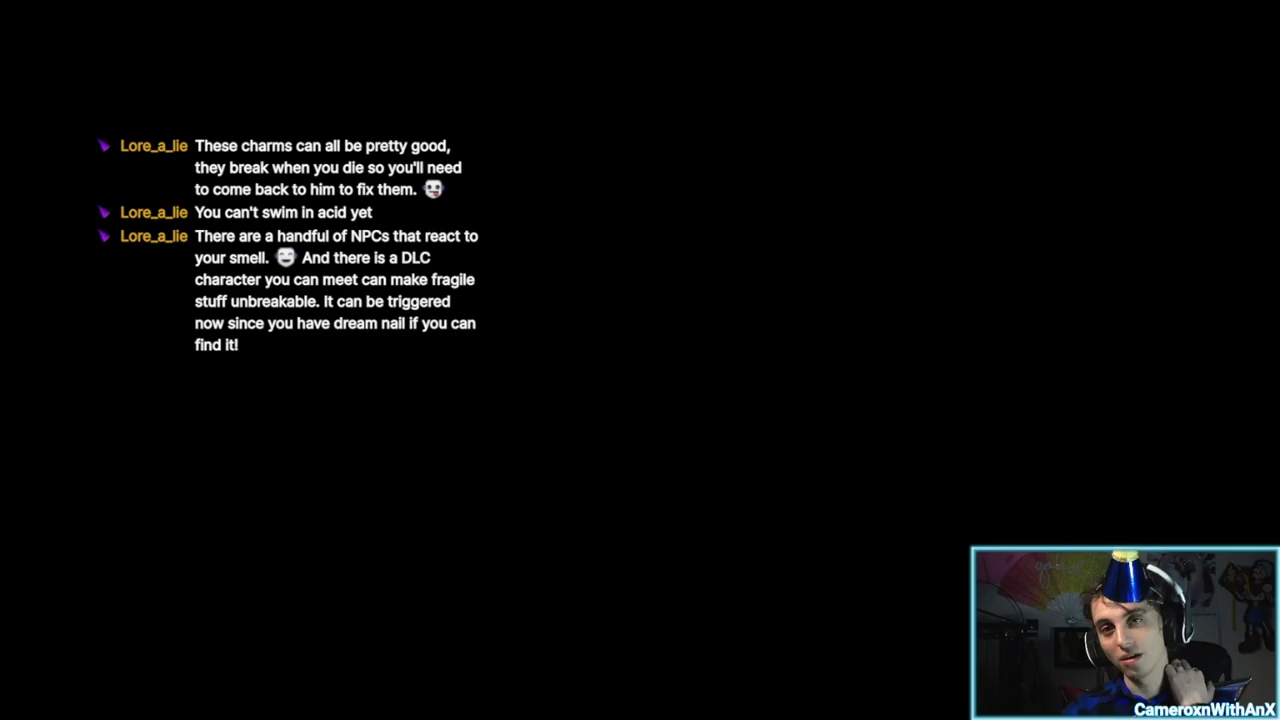 Lore_a_lie These charms can all be pretty good,
they break when you die so you'll need
to come back to him to fix them.
Lore_a_lie You can't swim in acid yet
Lore_a_lie There are a handful of NPCs that react to
your smell. And there is a DLC
character you can meet can make fragile
stuff unbreakable. It can be triggered
now since you have dream nail if you can
find it!
CameroxnWithAnX